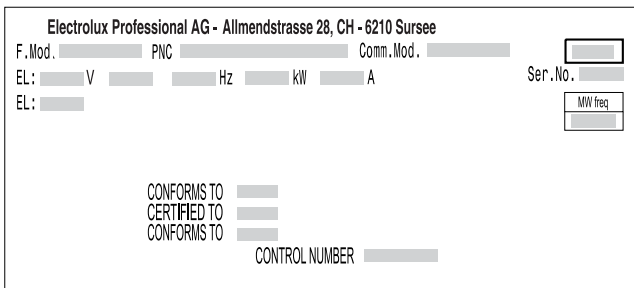 Electrolux Professional AG - Allmendstrasse 28, CH - 6210 Sursee
F.Mod. PNC Comm.Mod.
EL: V Hz kW A Ser.No.
EL:
MW freq
CONFORMS TO
CERTIFIED TO
CONFORMS TO
CONTROL NUMBER